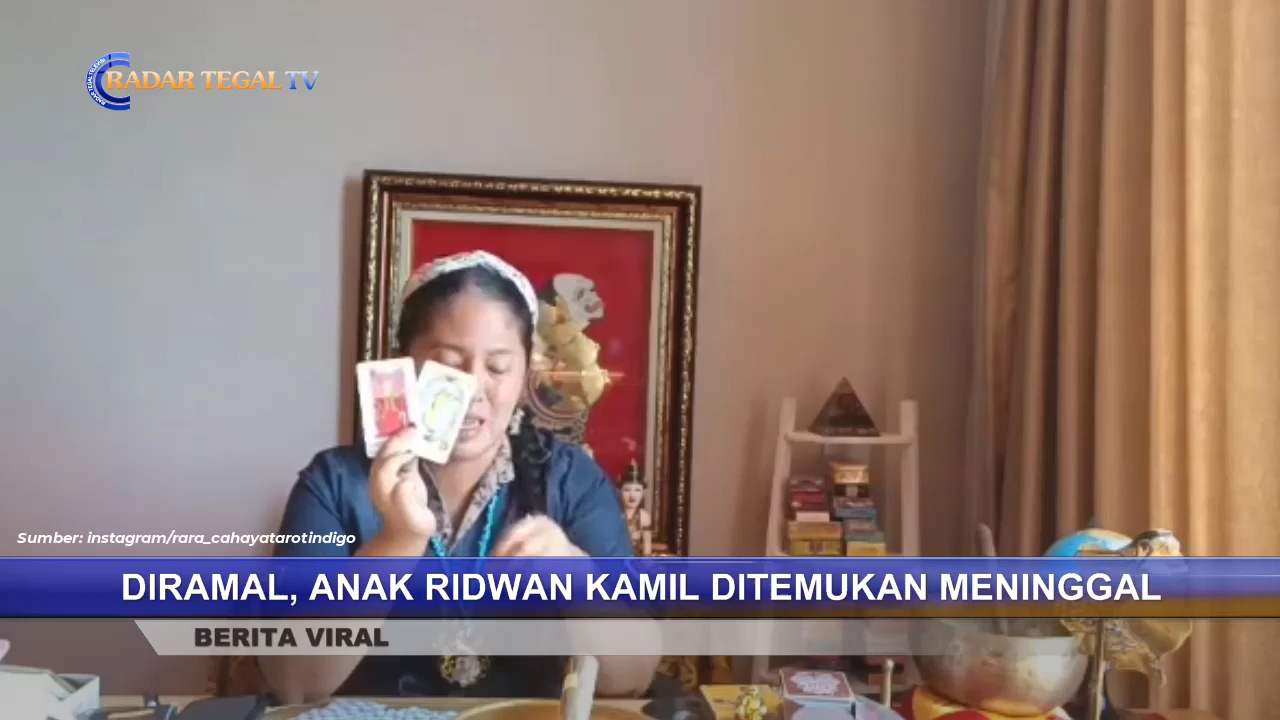 RADAR TEGAL TV
Sumber: instagram/rara_cahayatarotindigo
DIRAMAL, ANAK RIDWAN KAMIL DITEMUKAN MENINGGAL
BERITA VIRAL